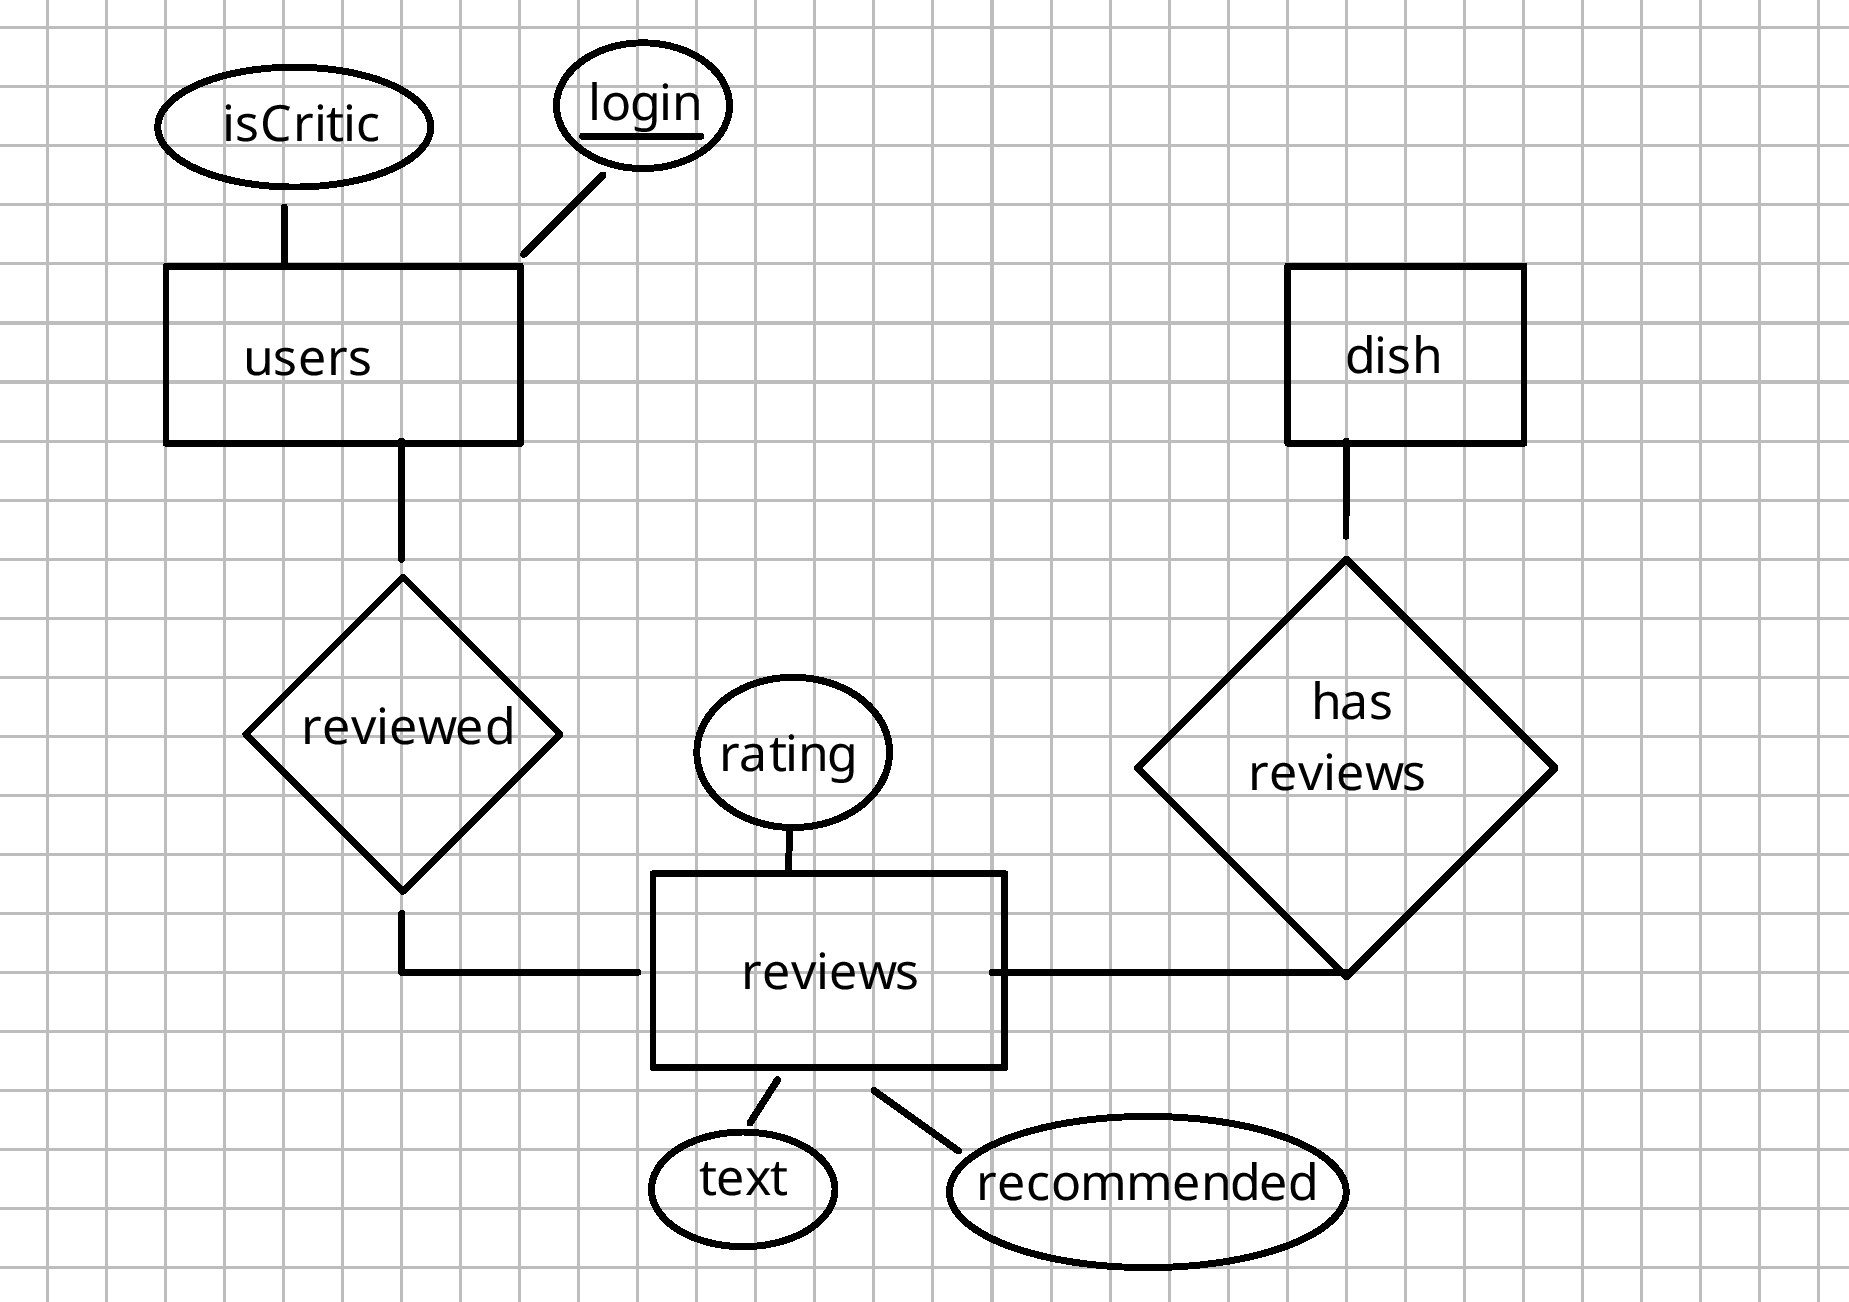 isCritic
login
users
dish
reviewed
has
reviews
rating
reviews
text
recommended